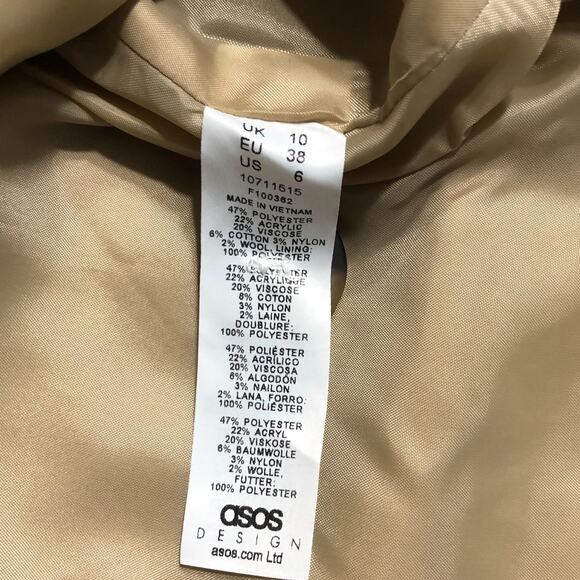 UK 10
EU 38
US 6
10711515
F100362
MADE IN VIETNAM
47% POLYESTER
22% ACRYLIC
20% VISCOSE
6% COTTON 3% NYLON
2% WOOL, LINING:
100% POLYESTER
47% POLYESTER
22% ACRYLIQUE
20% VISCOSE
6% COTON
3% NYLON
2% LAINE,
DOUBLURE:
100% POLYESTER
47% POLIÉSTER
22% ACRÍLICO
20% VISCOSA
6% ALGODÓN
3% NAILON
2% LANA, FORRO:
100% POLIÉSTER
47% POLYESTER
22% ACRYL
20% VISKOSE
6% BAUMWOLLE
3% NYLON
2% WOLLE,
FUTTER:
100% POLYESTER
asos
DESIGN
asos.com Ltd